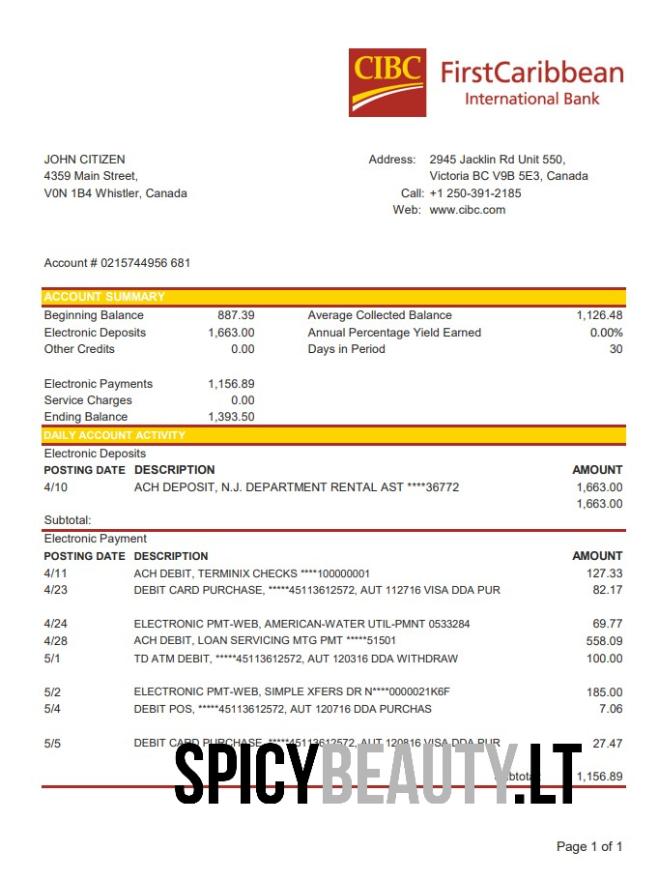 CIBC FirstCaribbean
International Bank
JOHN CITIZEN
4359 Main Street,
V0N 1B4 Whistler, Canada
Address: 2945 Jacklin Rd Unit 550,
Victoria BC V9B 5E3, Canada
Call: +1 250-391-2185
Web: www.cibc.com
Account # 0215744956 681
ACCOUNT SUMMARY
Beginning Balance 887.39 Average Collected Balance 1,126.48
Electronic Deposits 1,663.00 Annual Percentage Yield Earned 0.00%
Other Credits 0.00 Days in Period 30
Electronic Payments 1,156.89
Service Charges 0.00
Ending Balance 1,393.50
DAILY ACCOUNT ACTIVITY
Electronic Deposits
POSTING DATE DESCRIPTION AMOUNT
4/10 ACH DEPOSIT, N.J. DEPARTMENT RENTAL AST ****36772 1,663.00
1,663.00
Subtotal:
Electronic Payment
POSTING DATE DESCRIPTION AMOUNT
4/11 ACH DEBIT, TERMINIX CHECKS ****100000001 127.33
4/23 DEBIT CARD PURCHASE, *****45113612572, AUT 112716 VISA DDA PUR 82.17
4/24 ELECTRONIC PMT-WEB, AMERICAN-WATER UTIL-PMNT 0533284 69.77
4/28 ACH DEBIT, LOAN SERVICING MTG PMT *****51501 558.09
5/1 TD ATM DEBIT, *****45113612572, AUT 120316 DDA WITHDRAW 100.00
5/2 ELECTRONIC PMT-WEB, SIMPLE XFERS DR N****0000021K6F 185.00
5/4 DEBIT POS, *****45113612572, AUT 120716 DDA PURCHAS 7.06
5/5 DEBIT CARD PURCHASE, *****45113612572, AUT 120816 VISA DDA PUR 27.47
Subtotal 1,156.89
SPICYBEAUTY.LT
Page 1 of 1